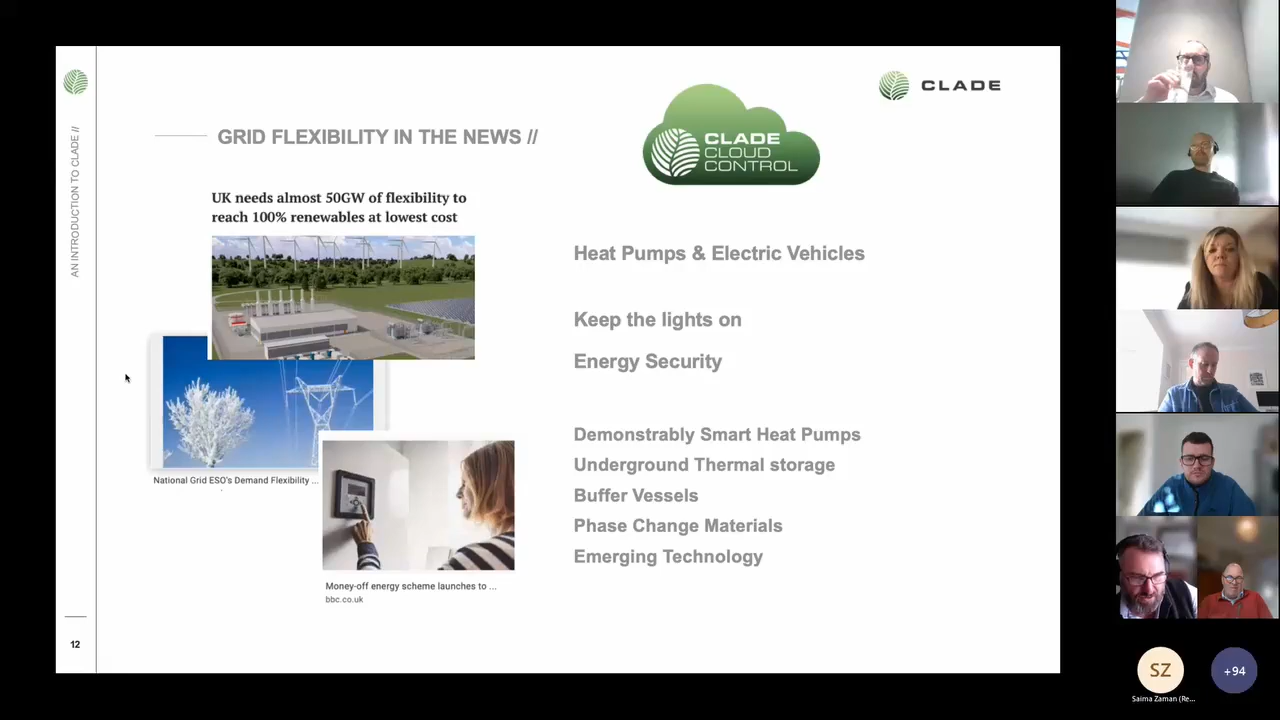 AN INTRODUCTION TO CLADE //
12
GRID FLEXIBILITY IN THE NEWS //
CLADE
CLOUD
CONTROL
CLADE
UK needs almost 50GW of flexibility to
reach 100% renewables at lowest cost
National Grid ESO's Demand Flexibility ...
Money-off energy scheme launches to ...
bbc.co.uk
Heat Pumps & Electric Vehicles
Keep the lights on
Energy Security
Demonstrably Smart Heat Pumps
Underground Thermal storage
Buffer Vessels
Phase Change Materials
Emerging Technology
SZ
+94
Saima Zaman (Re...